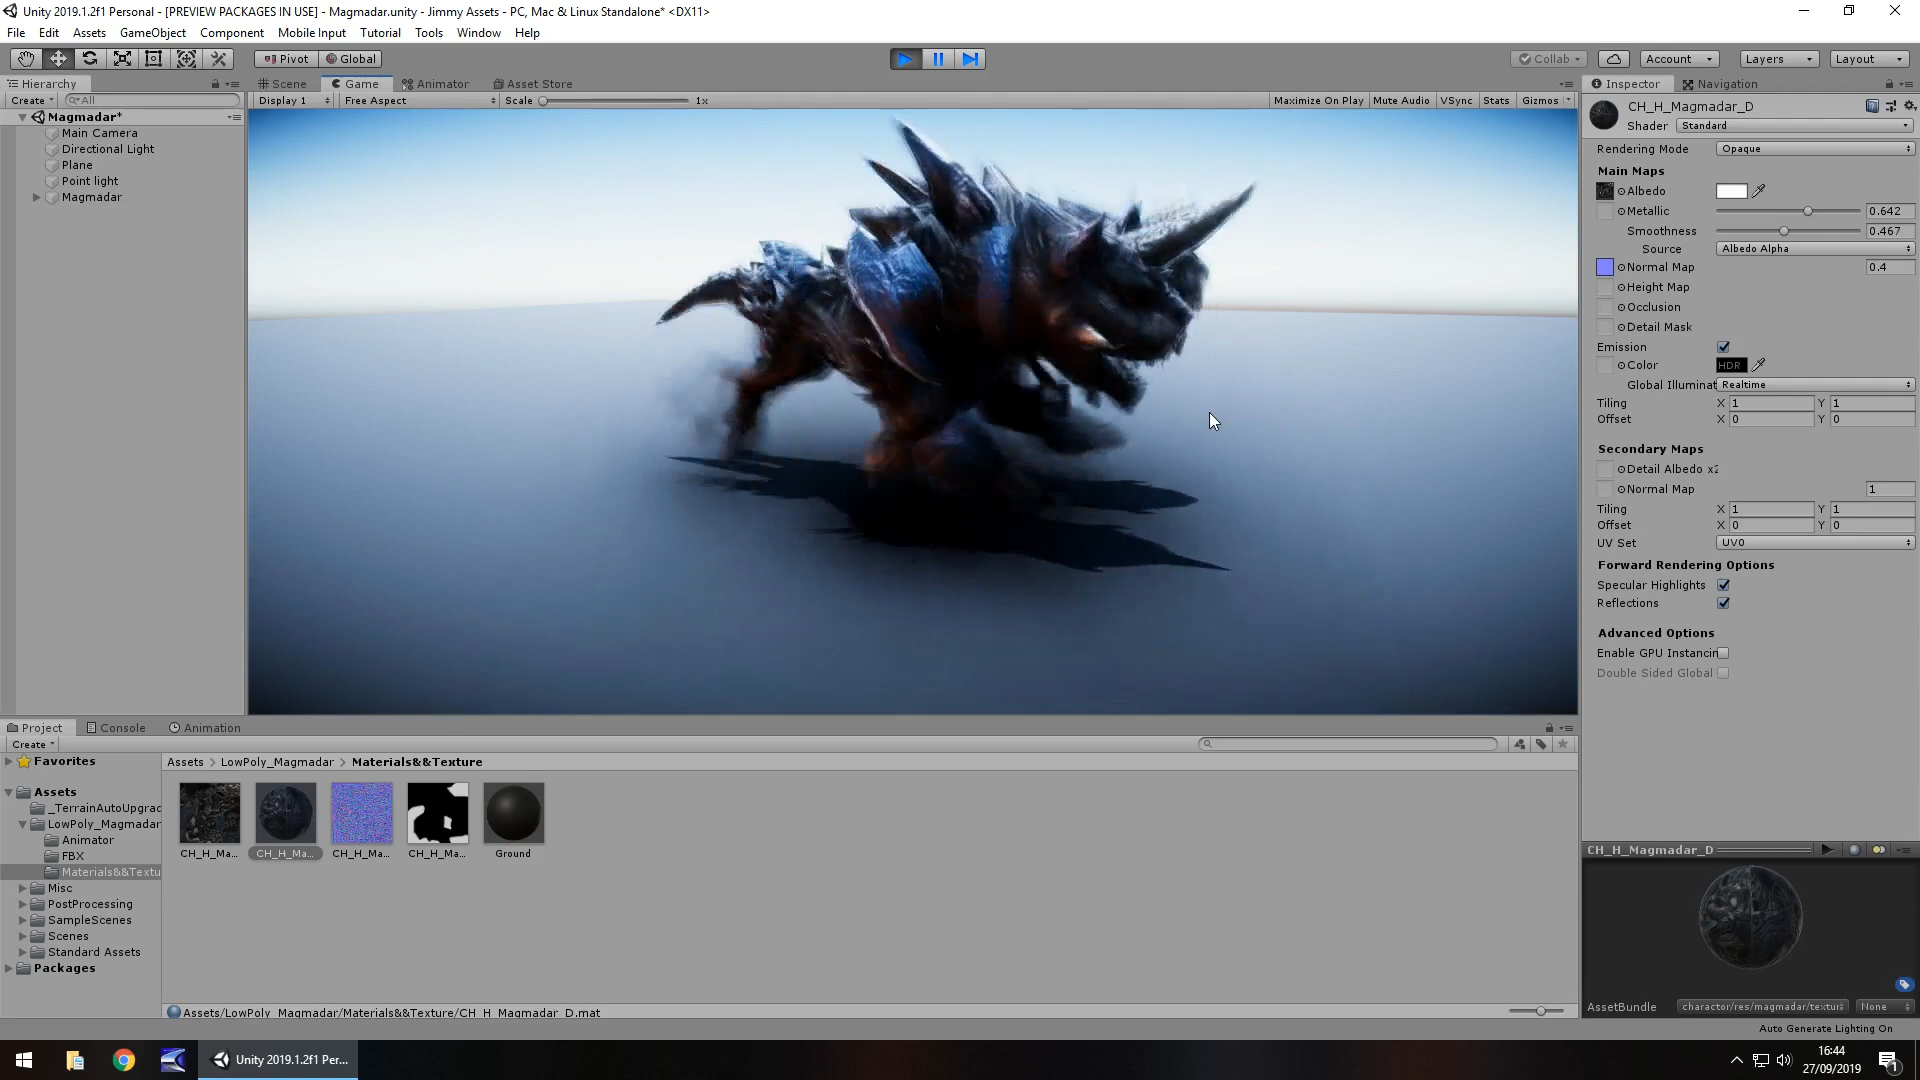 Unity 2019.1.2f1 Personal - [PREVIEW PACKAGES IN USE] - Magmadar.unity - Jimmy Assets - PC, Mac & Linux Standalone* <DX11>
File Edit Assets GameObject Component Mobile Input Tutorial Tools Window Help
Pivot Global Collab Account Layers Layout
Hierarchy Scene Game Animator Asset Store Inspector Navigation
Create All Display 1 Free Aspect Scale 1x Maximize On Play Mute Audio VSync Stats Gizmos
Magmadar*
Main Camera
Directional Light
Plane
Point light
Magmadar
CH_H_Magmadar_D
Shader Standard
Rendering Mode Opaque
Main Maps
Albedo
Metallic 0.642
Smoothness 0.467
Source Albedo Alpha
Normal Map 0.4
Height Map
Occlusion
Detail Mask
Emission
Color HDR
Global Illuminat Realtime
Tiling X 1 Y 1
Offset X 0 Y 0
Secondary Maps
Detail Albedo x2
Normal Map 1
Tiling X 1 Y 1
Offset X 0 Y 0
UV Set UV0
Forward Rendering Options
Specular Highlights
Reflections
Advanced Options
Enable GPU Instancin
Double Sided Global
Project Console Animation
Create
Favorites
Assets
_TerrainAutoUpgrad
LowPoly_Magmadar
Animator
FBX
Materials&&Textu
Misc
PostProcessing
SampleScenes
Scenes
Standard Assets
Packages
Assets > LowPoly_Magmadar > Materials&&Texture
CH_H_Ma... CH_H_Ma... CH_H_Ma... CH_H_Ma... Ground
Assets/LowPoly_Magmadar/Materials&&Texture/CH_H_Magmadar_D.mat
CH_H_Magmadar_D
AssetBundle charactor/res/magmadar/textur None
Auto Generate Lighting On
Unity 2019.1.2f1 Per...
16:44
27/09/2019
1